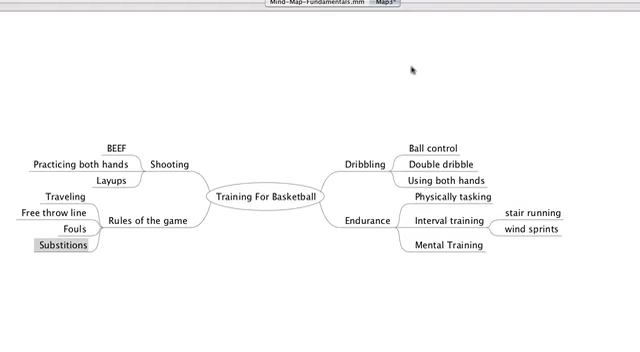 Mind-Map-Fundamentals.mm Map3*
BEEF
Practicing both hands
Shooting
Layups
Traveling
Free throw line
Rules of the game
Fouls
Substitions
Training For Basketball
Dribbling
Ball control
Double dribble
Using both hands
Endurance
Physically tasking
Interval training
stair running
wind sprints
Mental Training